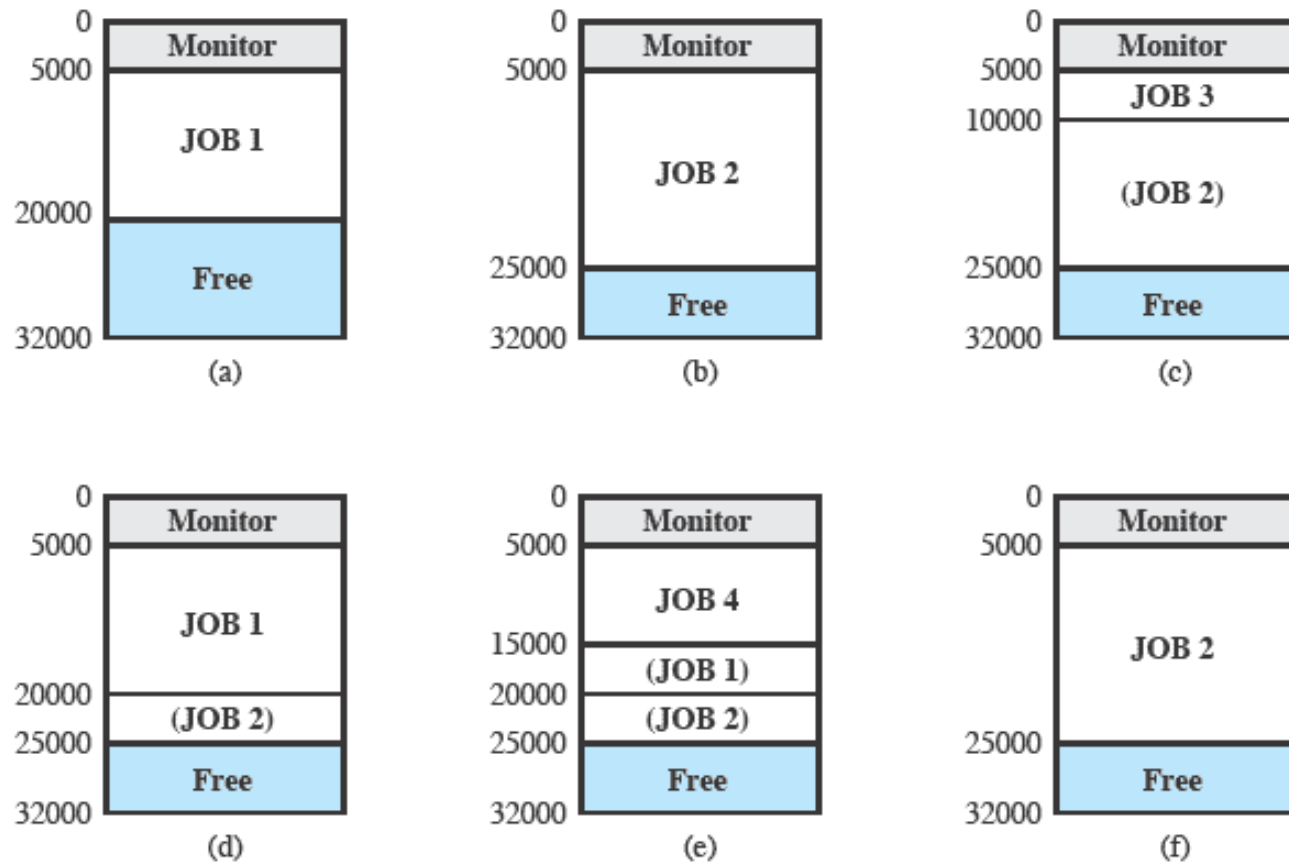 0
Monitor
5000
JOB 1
20000
Free
32000
(a)
0
Monitor
5000
JOB 2
25000
Free
32000
(b)
0
Monitor
5000
JOB 3
10000
(JOB 2)
25000
Free
32000
(c)
0
Monitor
5000
JOB 1
20000
(JOB 2)
25000
Free
32000
(d)
0
Monitor
5000
JOB 4
15000
(JOB 1)
20000
(JOB 2)
25000
Free
32000
(e)
0
Monitor
5000
JOB 2
25000
Free
32000
(f)